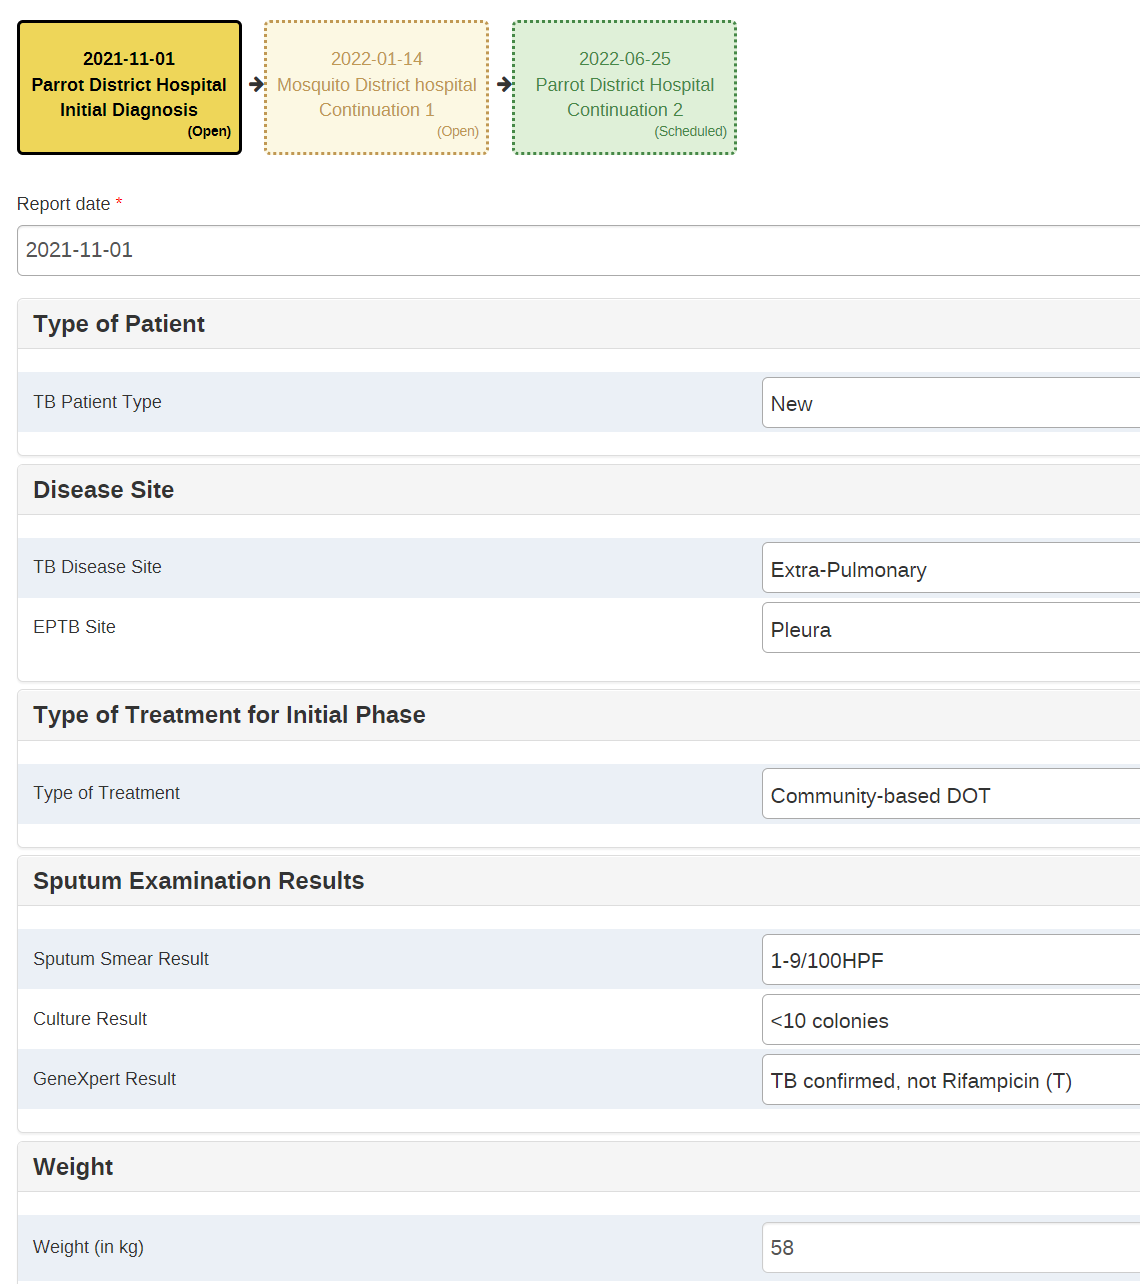 2021-11-01
Parrot District Hospital
Initial Diagnosis
(Open)
2022-01-14
Mosquito District hospital
Continuation 1
(Open)
2022-06-25
Parrot District Hospital
Continuation 2
(Scheduled)
Report date *
2021-11-01
Type of Patient
TB Patient Type
New
Disease Site
TB Disease Site
Extra-Pulmonary
EPTB Site
Pleura
Type of Treatment for Initial Phase
Type of Treatment
Community-based DOT
Sputum Examination Results
Sputum Smear Result
1-9/100HPF
Culture Result
<10 colonies
GeneXpert Result
TB confirmed, not Rifampicin (T)
Weight
Weight (in kg)
58